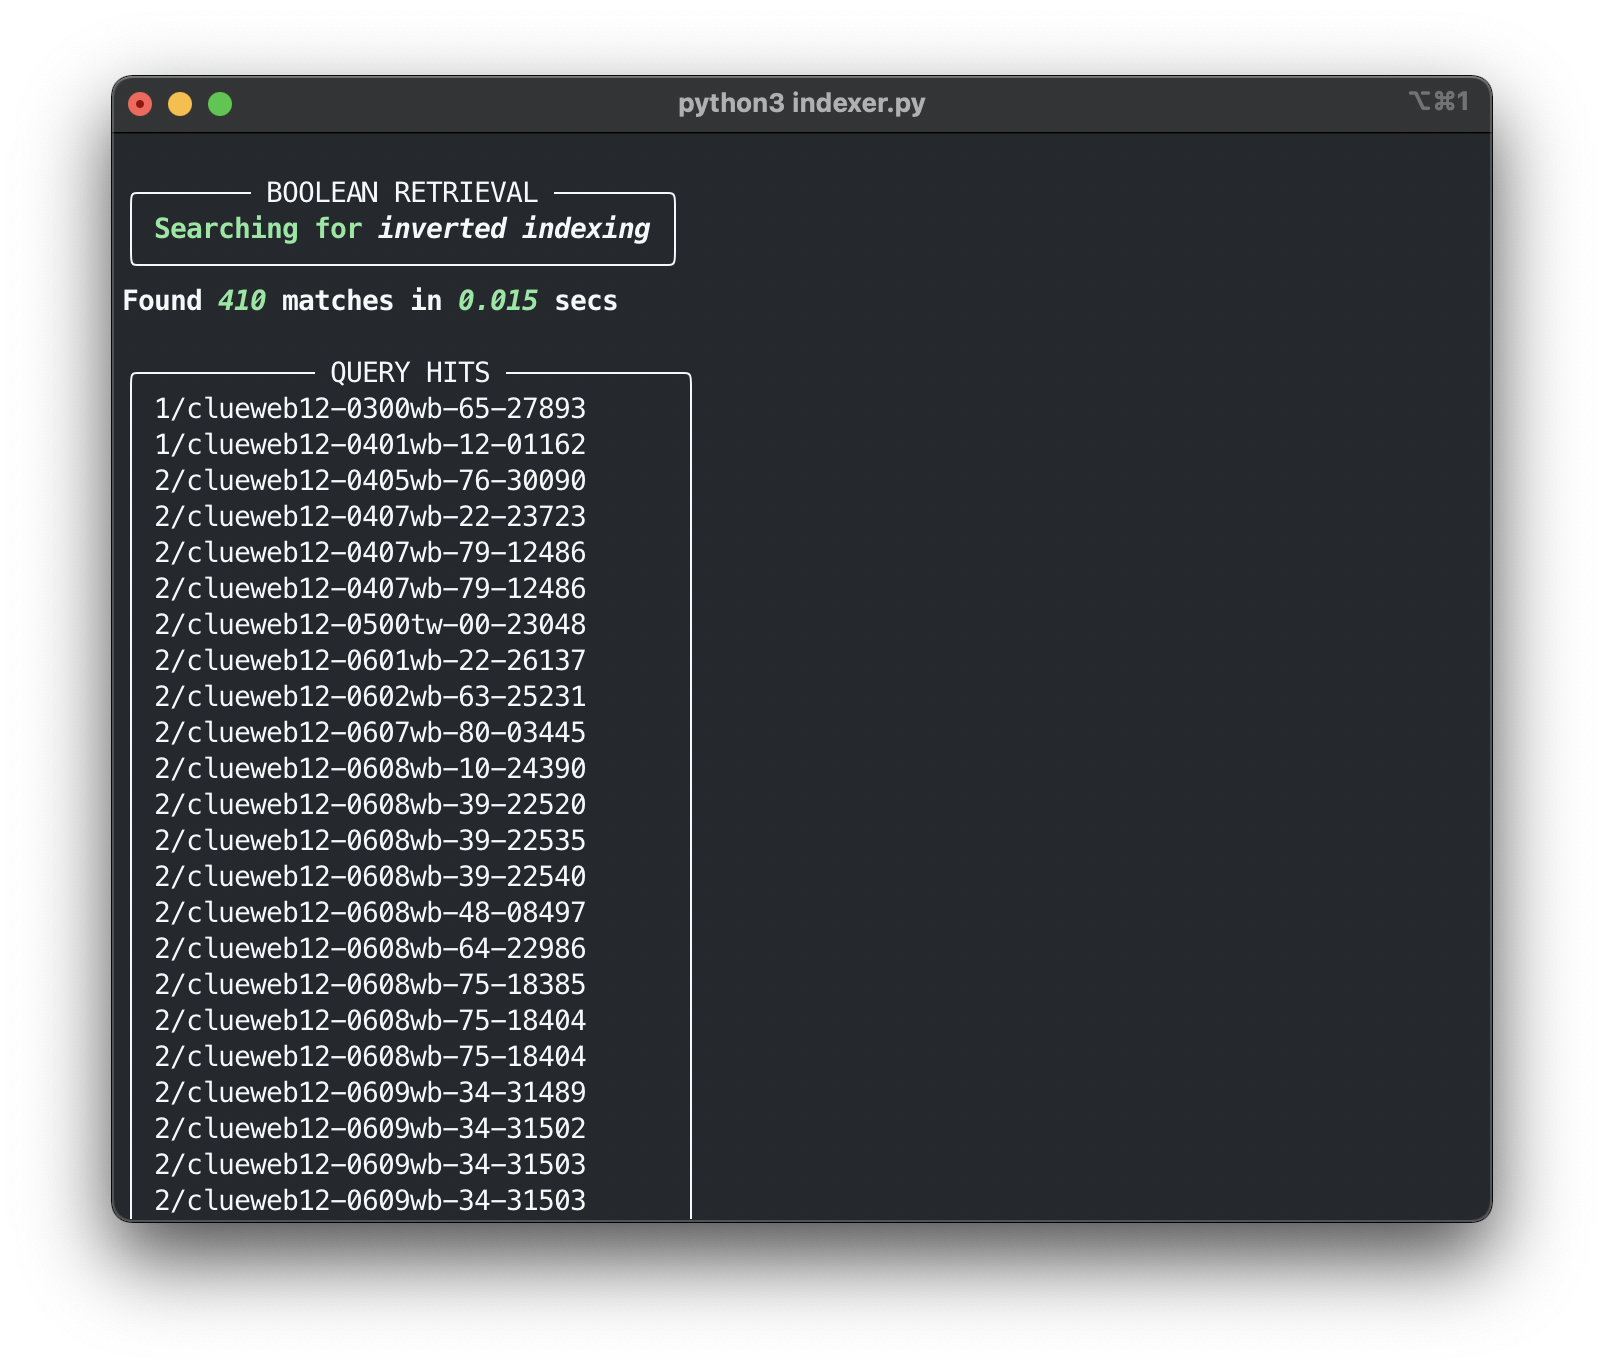 python3 indexer.py ⌥⌘1
BOOLEAN RETRIEVAL
Searching for inverted indexing
Found 410 matches in 0.015 secs
QUERY HITS
1/clueweb12-0300wb-65-27893
1/clueweb12-0401wb-12-01162
2/clueweb12-0405wb-76-30090
2/clueweb12-0407wb-22-23723
2/clueweb12-0407wb-79-12486
2/clueweb12-0407wb-79-12486
2/clueweb12-0500tw-00-23048
2/clueweb12-0601wb-22-26137
2/clueweb12-0602wb-63-25231
2/clueweb12-0607wb-80-03445
2/clueweb12-0608wb-10-24390
2/clueweb12-0608wb-39-22520
2/clueweb12-0608wb-39-22535
2/clueweb12-0608wb-39-22540
2/clueweb12-0608wb-48-08497
2/clueweb12-0608wb-64-22986
2/clueweb12-0608wb-75-18385
2/clueweb12-0608wb-75-18404
2/clueweb12-0608wb-75-18404
2/clueweb12-0609wb-34-31489
2/clueweb12-0609wb-34-31502
2/clueweb12-0609wb-34-31503
2/clueweb12-0609wb-34-31503